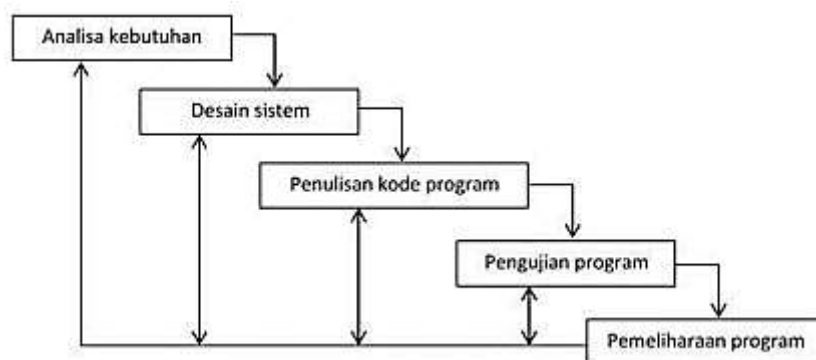 Analisa kebutuhan
Desain sistem
Penulisan kode program
Pengujian program
Pemeliharaan program